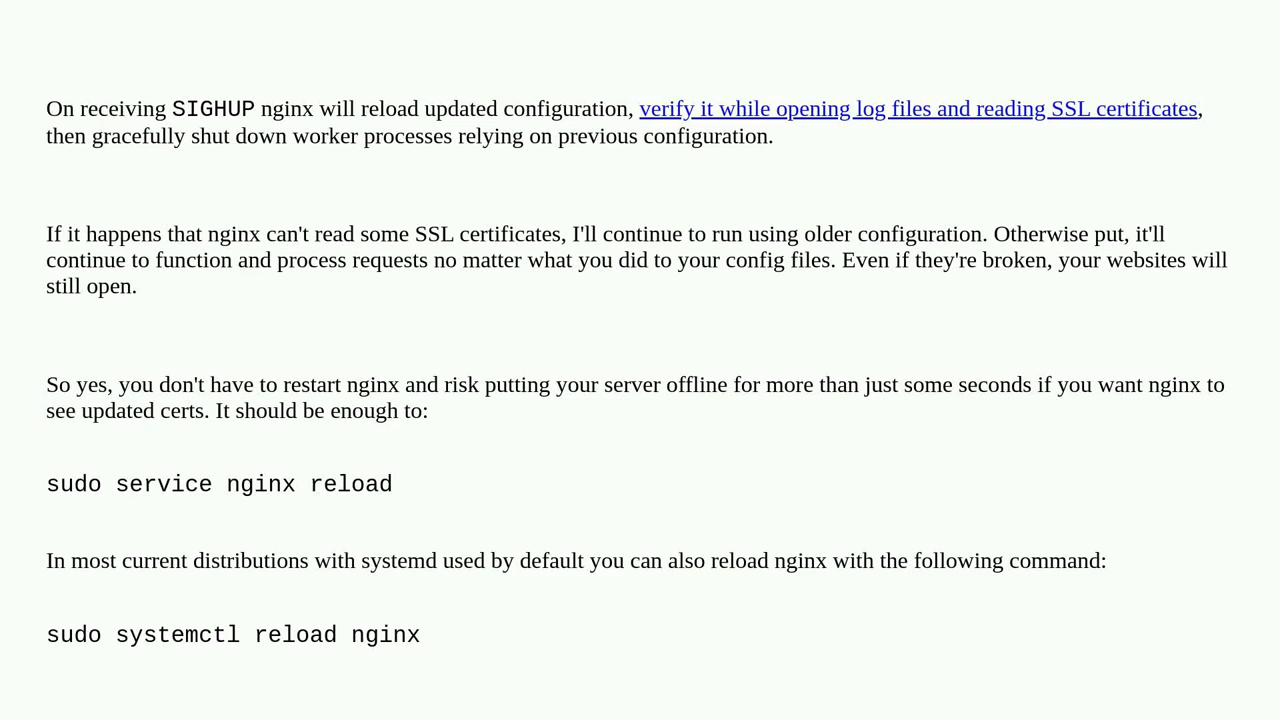 On receiving SIGHUP nginx will reload updated configuration, verify it while opening log files and reading SSL certificates,
then gracefully shut down worker processes relying on previous configuration.
If it happens that nginx can't read some SSL certificates, I'll continue to run using older configuration. Otherwise put, it'll
continue to function and process requests no matter what you did to your config files. Even if they're broken, your websites will
still open.
So yes, you don't have to restart nginx and risk putting your server offline for more than just some seconds if you want nginx to
see updated certs. It should be enough to:
sudo service nginx reload
In most current distributions with systemd used by default you can also reload nginx with the following command:
sudo systemctl reload nginx